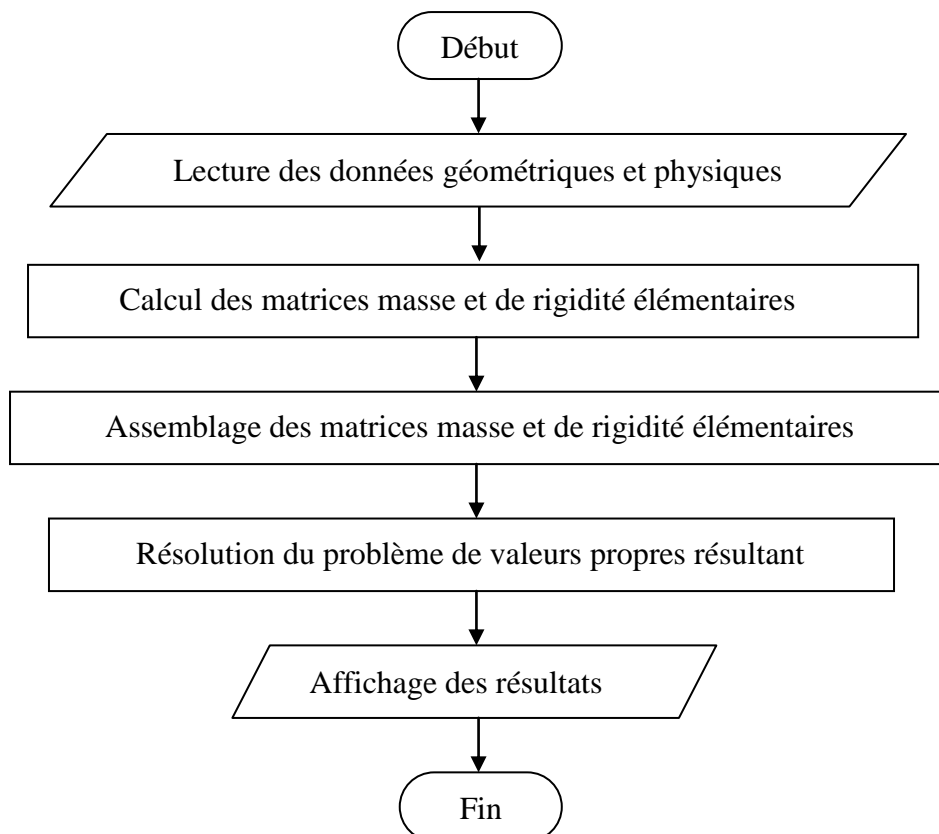 Début
Lecture des données géométriques et physiques
Calcul des matrices masse et de rigidité élémentaires
Assemblage des matrices masse et de rigidité élémentaires
Résolution du problème de valeurs propres résultant
Affichage des résultats
Fin